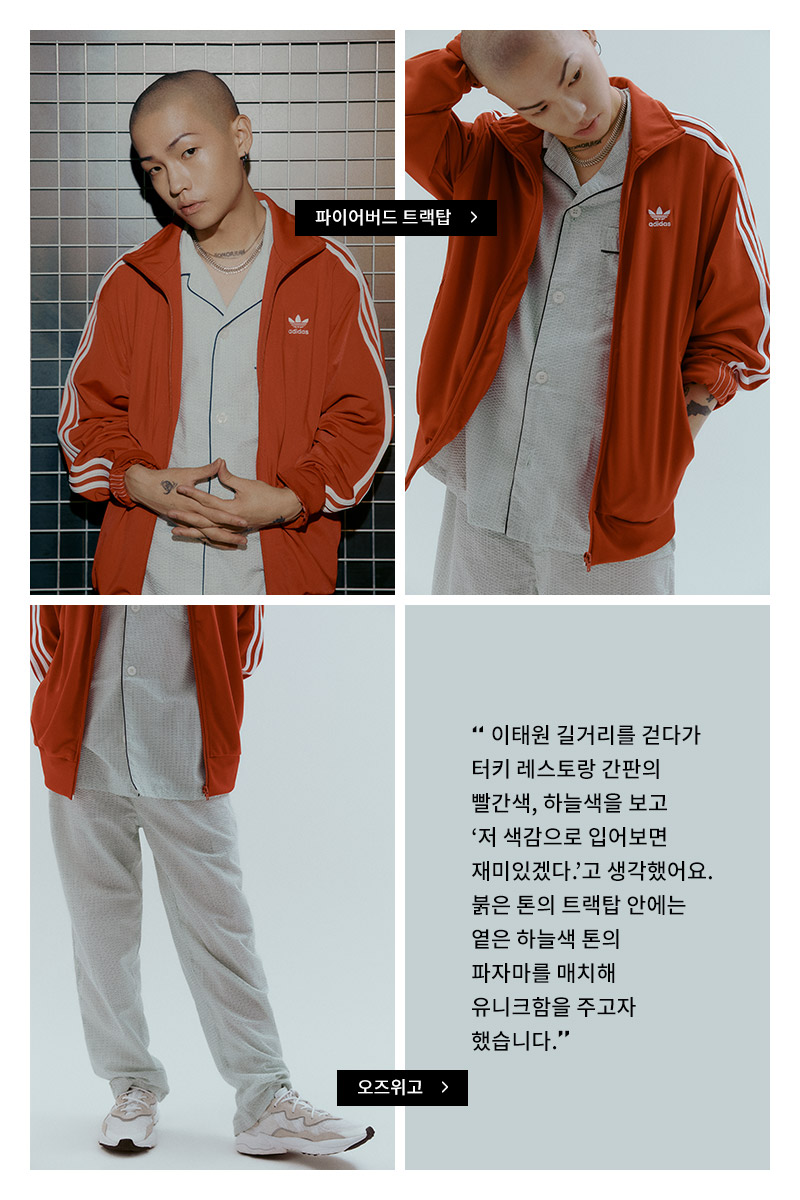 파이어버드 트랙탑
adidas
adidas
“ 이태원 길거리를 걷다가
터키 레스토랑 간판의
빨간색, 하늘색을 보고
‘저 색감으로 입어보면
재미있겠다.’고 생각했어요.
붉은 톤의 트랙탑 안에는
옅은 하늘색 톤의
파자마를 매치해
유니크함을 주고자
했습니다.”
오즈위고